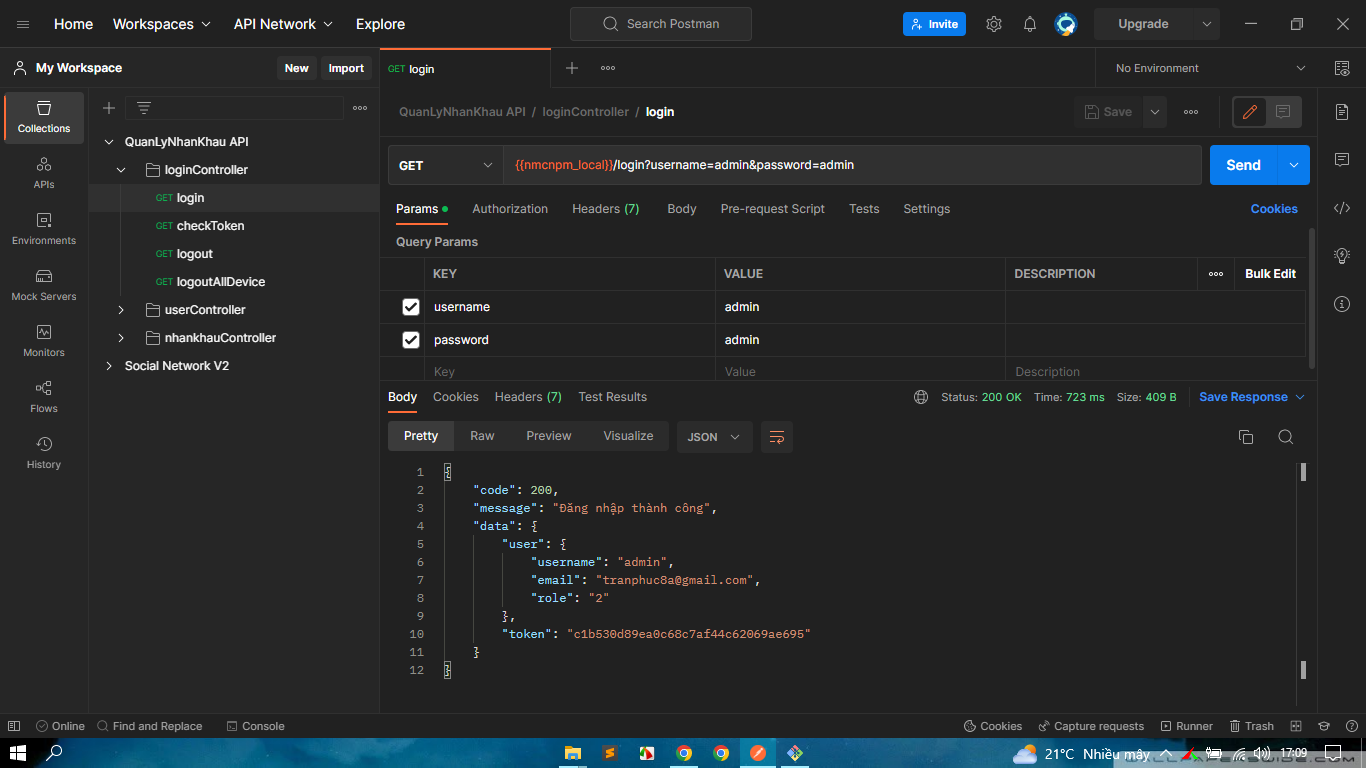 Home Workspaces API Network Explore Search Postman Invite Upgrade
My Workspace New Import GET login No Environment
QuanLyNhanKhau API / loginController / login Save
Collections
APIs
Environments
Mock Servers
Monitors
Flows
History
QuanLyNhanKhau API
loginController
GET login
GET checkToken
GET logout
GET logoutAllDevice
userController
nhankhauController
Social Network V2
GET {{nmcnpm_local}}/login?username=admin&password=admin Send
Params Authorization Headers (7) Body Pre-request Script Tests Settings Cookies
Query Params
KEY VALUE DESCRIPTION Bulk Edit
username admin
password admin
Key Value Description
Body Cookies Headers (7) Test Results Status: 200 OK Time: 723 ms Size: 409 B Save Response
Pretty Raw Preview Visualize JSON
1 {
2 "code": 200,
3 "message": "Đăng nhập thành công",
4 "data": {
5 "user": {
6 "username": "admin",
7 "email": "tranphuc8a@gmail.com",
8 "role": "2"
9 },
10 "token": "c1b530d89ea0c68c7af44c62069ae695"
11 }
12 }
Online Find and Replace Console Cookies Capture requests Runner Trash
21°C Nhiều mây 17:09